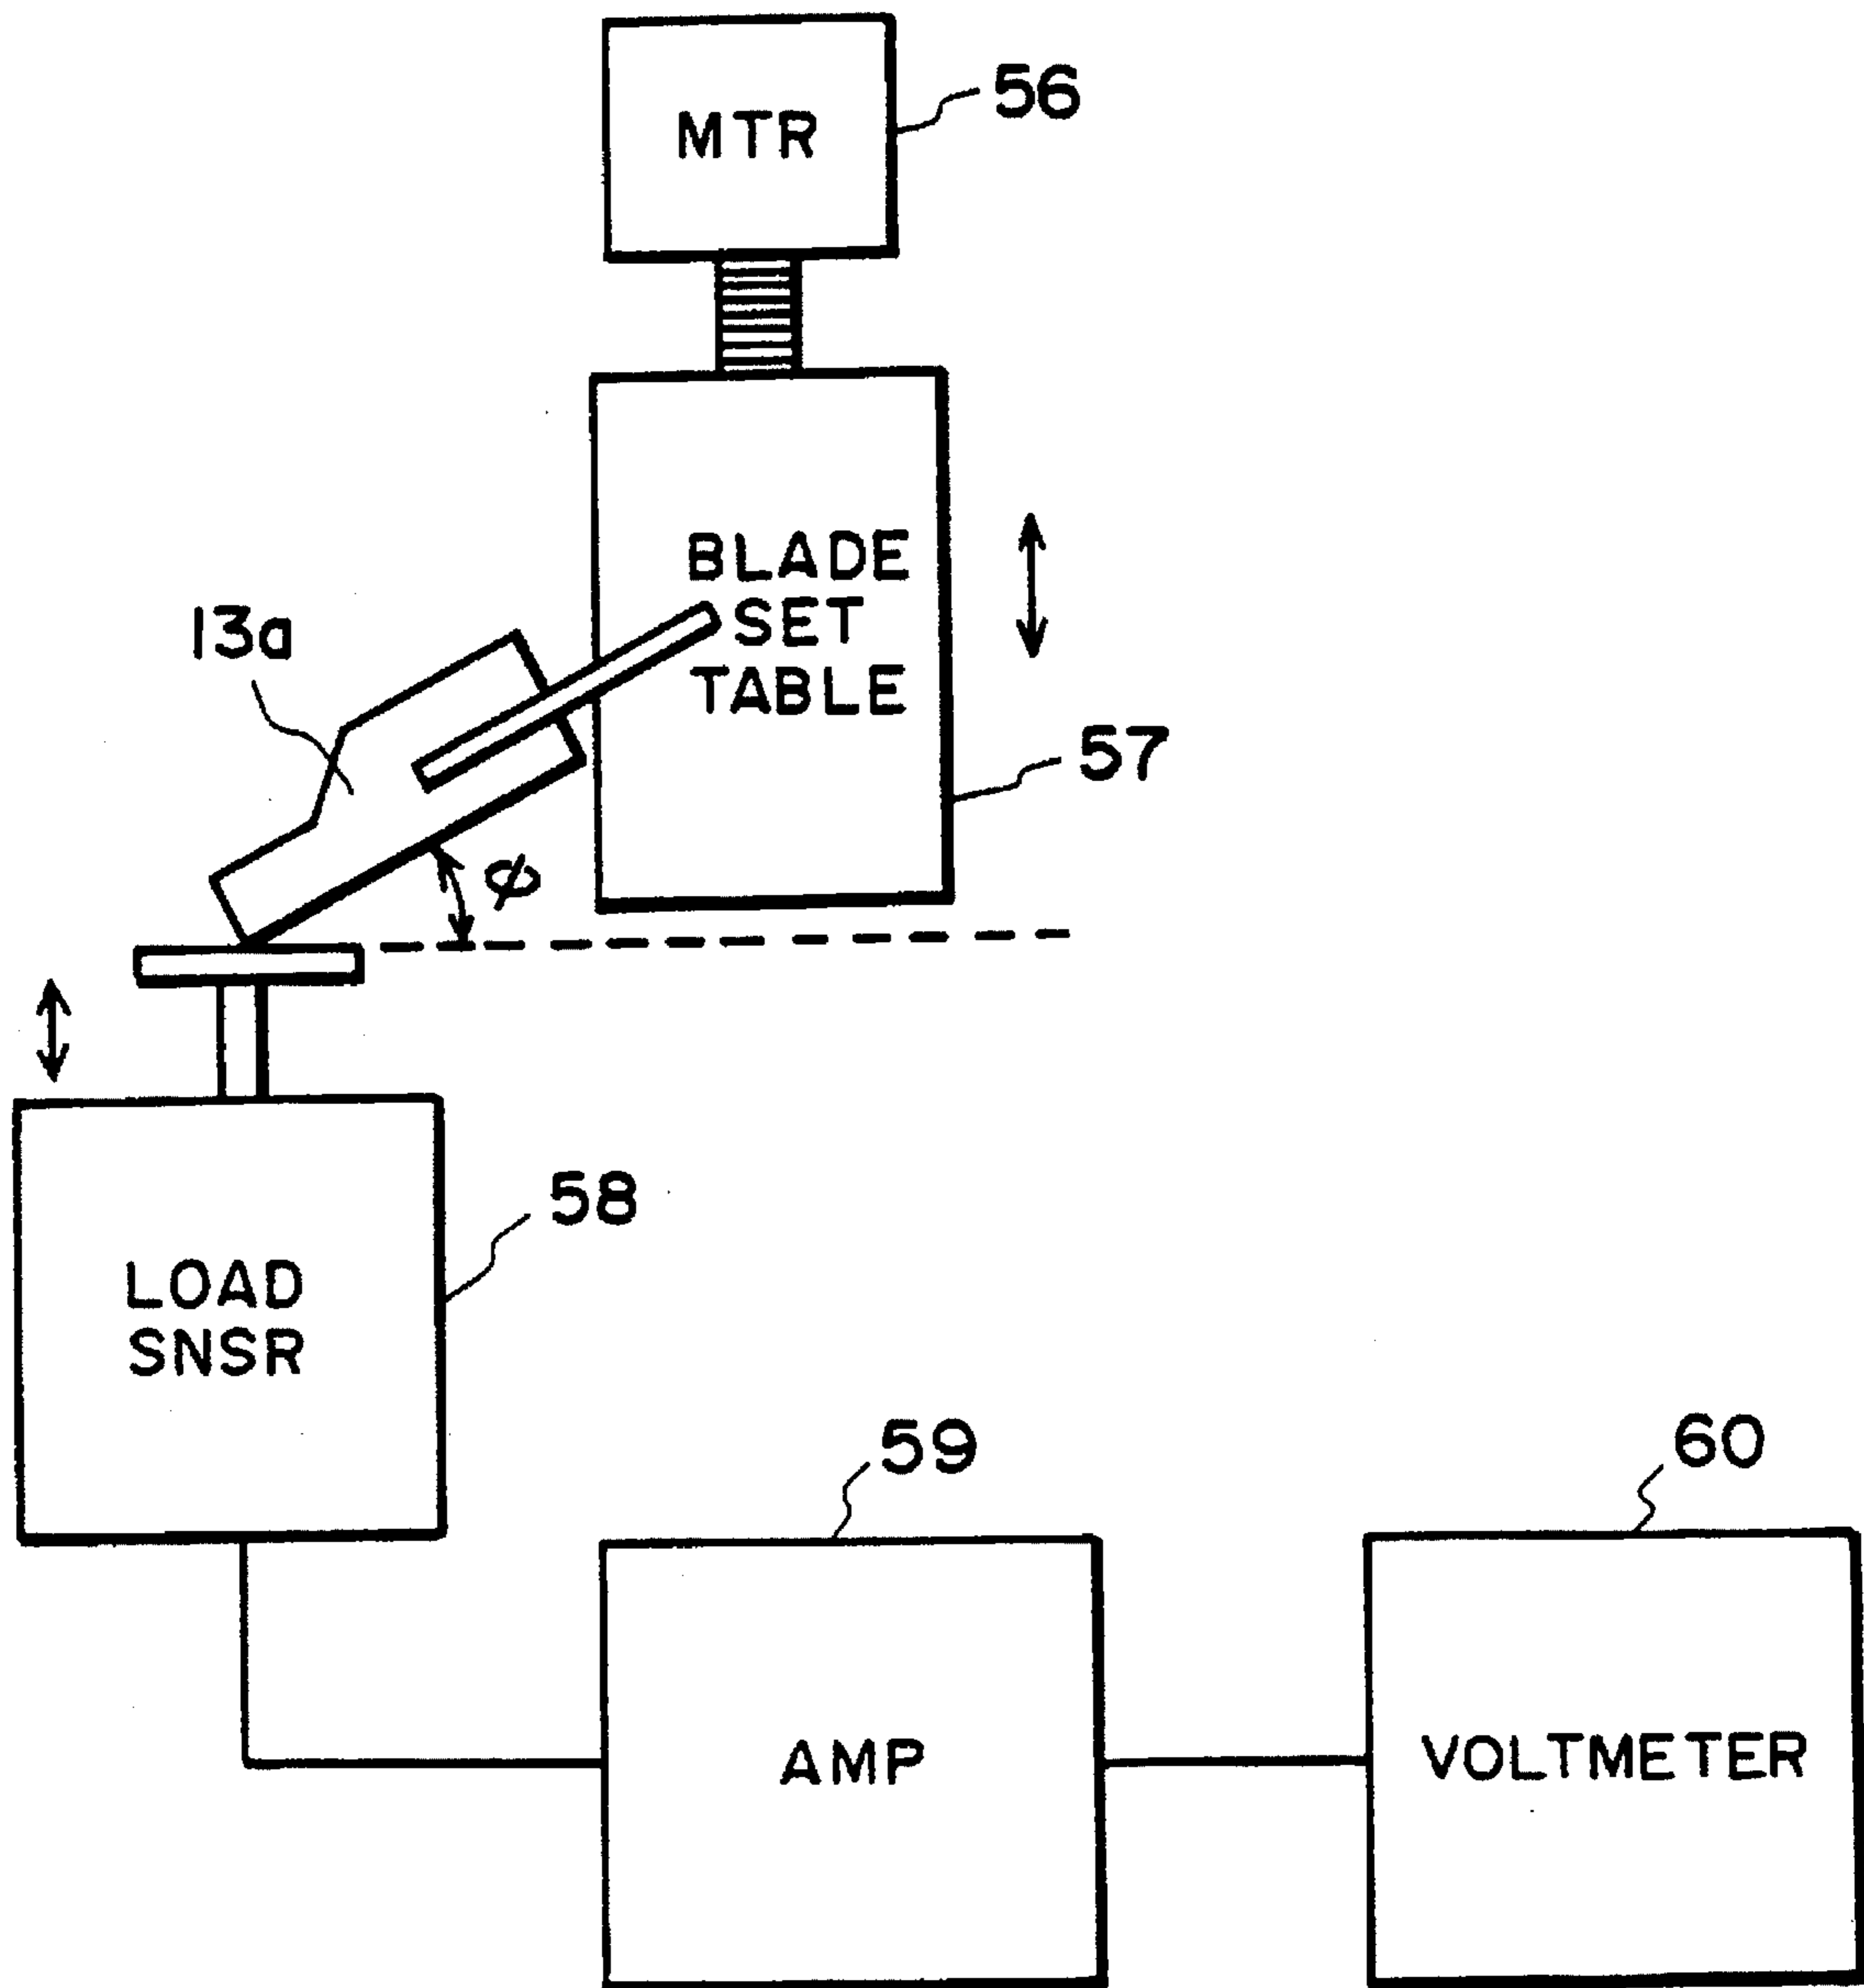 56
MTR
BLADE
SET
TABLE
13a
57
φ
58
LOAD
SNSR
59
60
AMP
VOLTMETER